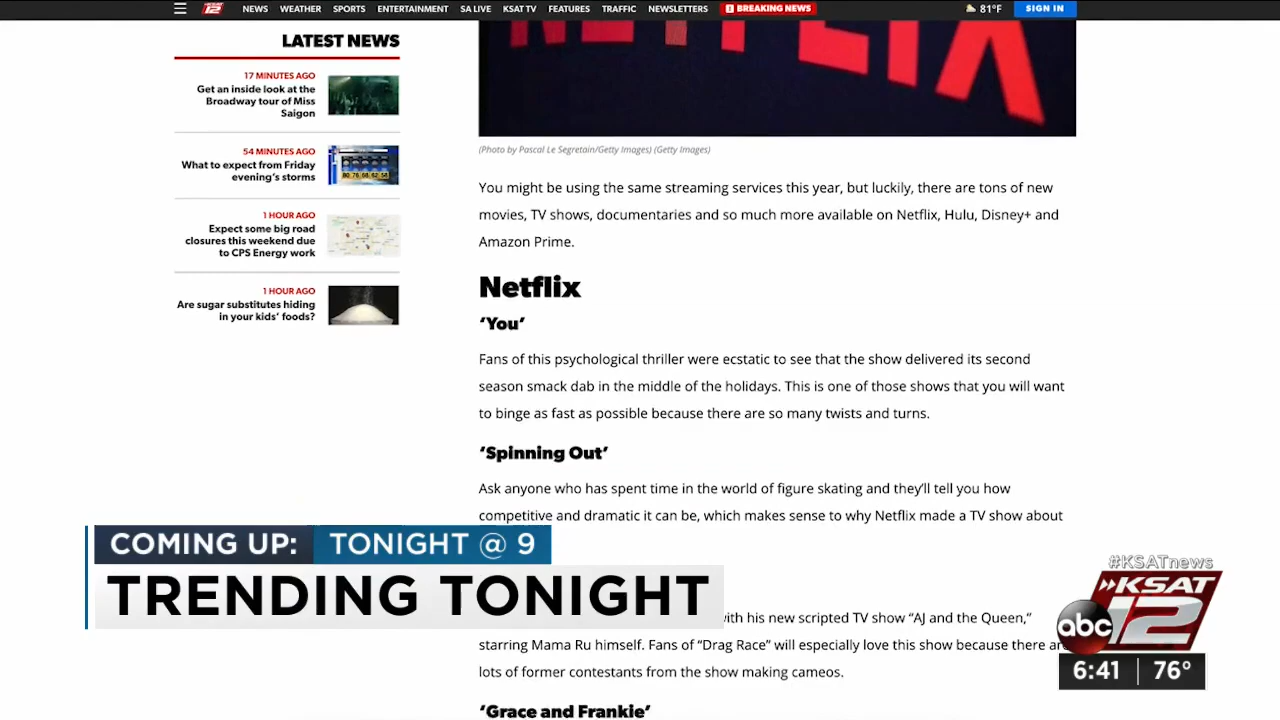 NEWS WEATHER SPORTS ENTERTAINMENT SA LIVE KSAT TV FEATURES TRAFFIC NEWSLETTERS BREAKING NEWS 81°F SIGN IN
12
LATEST NEWS
17 MINUTES AGO
Get an inside look at the
Broadway tour of Miss
Saigon
54 MINUTES AGO
What to expect from Friday
evening's storms
80 76 68 62 58
1 HOUR AGO
Expect some big road
closures this weekend due
to CPS Energy work
1 HOUR AGO
Are sugar substitutes hiding
in your kids' foods?
NETFLIX
(Photo by Pascal Le Segretain/Getty Images) (Getty Images)
You might be using the same streaming services this year, but luckily, there are tons of new
movies, TV shows, documentaries and so much more available on Netflix, Hulu, Disney+ and
Amazon Prime.
Netflix
‘You’
Fans of this psychological thriller were ecstatic to see that the show delivered its second
season smack dab in the middle of the holidays. This is one of those shows that you will want
to binge as fast as possible because there are so many twists and turns.
‘Spinning Out’
Ask anyone who has spent time in the world of figure skating and they’ll tell you how
competitive and dramatic it can be, which makes sense to why Netflix made a TV show about
with his new scripted TV show “AJ and the Queen,”
starring Mama Ru himself. Fans of “Drag Race” will especially love this show because there are
lots of former contestants from the show making cameos.
‘Grace and Frankie’
COMING UP: TONIGHT @ 9
TRENDING TONIGHT
#KSATnews
KSAT
abc 12
6:41 76°